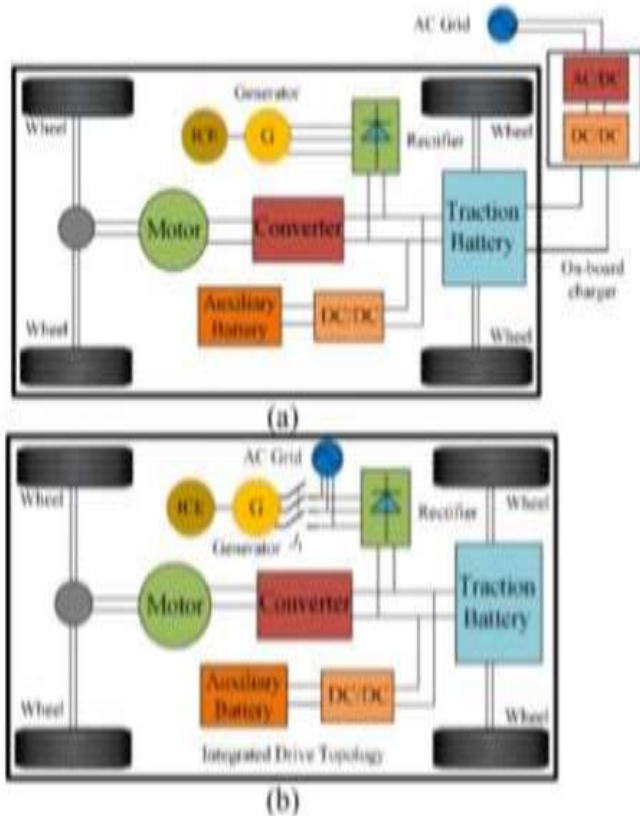 AC Grid
AC/DC
DC/DC
On-board
charger
Generator
Wheel
ICE
G
Rectifier
Wheel
Motor
Converter
Traction
Battery
Auxiliary
Battery
DC/DC
Wheel
Wheel
(a)
AC Grid
Wheel
ICE
G
Generator
J₁
Rectifier
Wheel
Motor
Converter
Traction
Battery
Auxiliary
Battery
DC/DC
Wheel
Wheel
Integrated Drive Topology
(b)